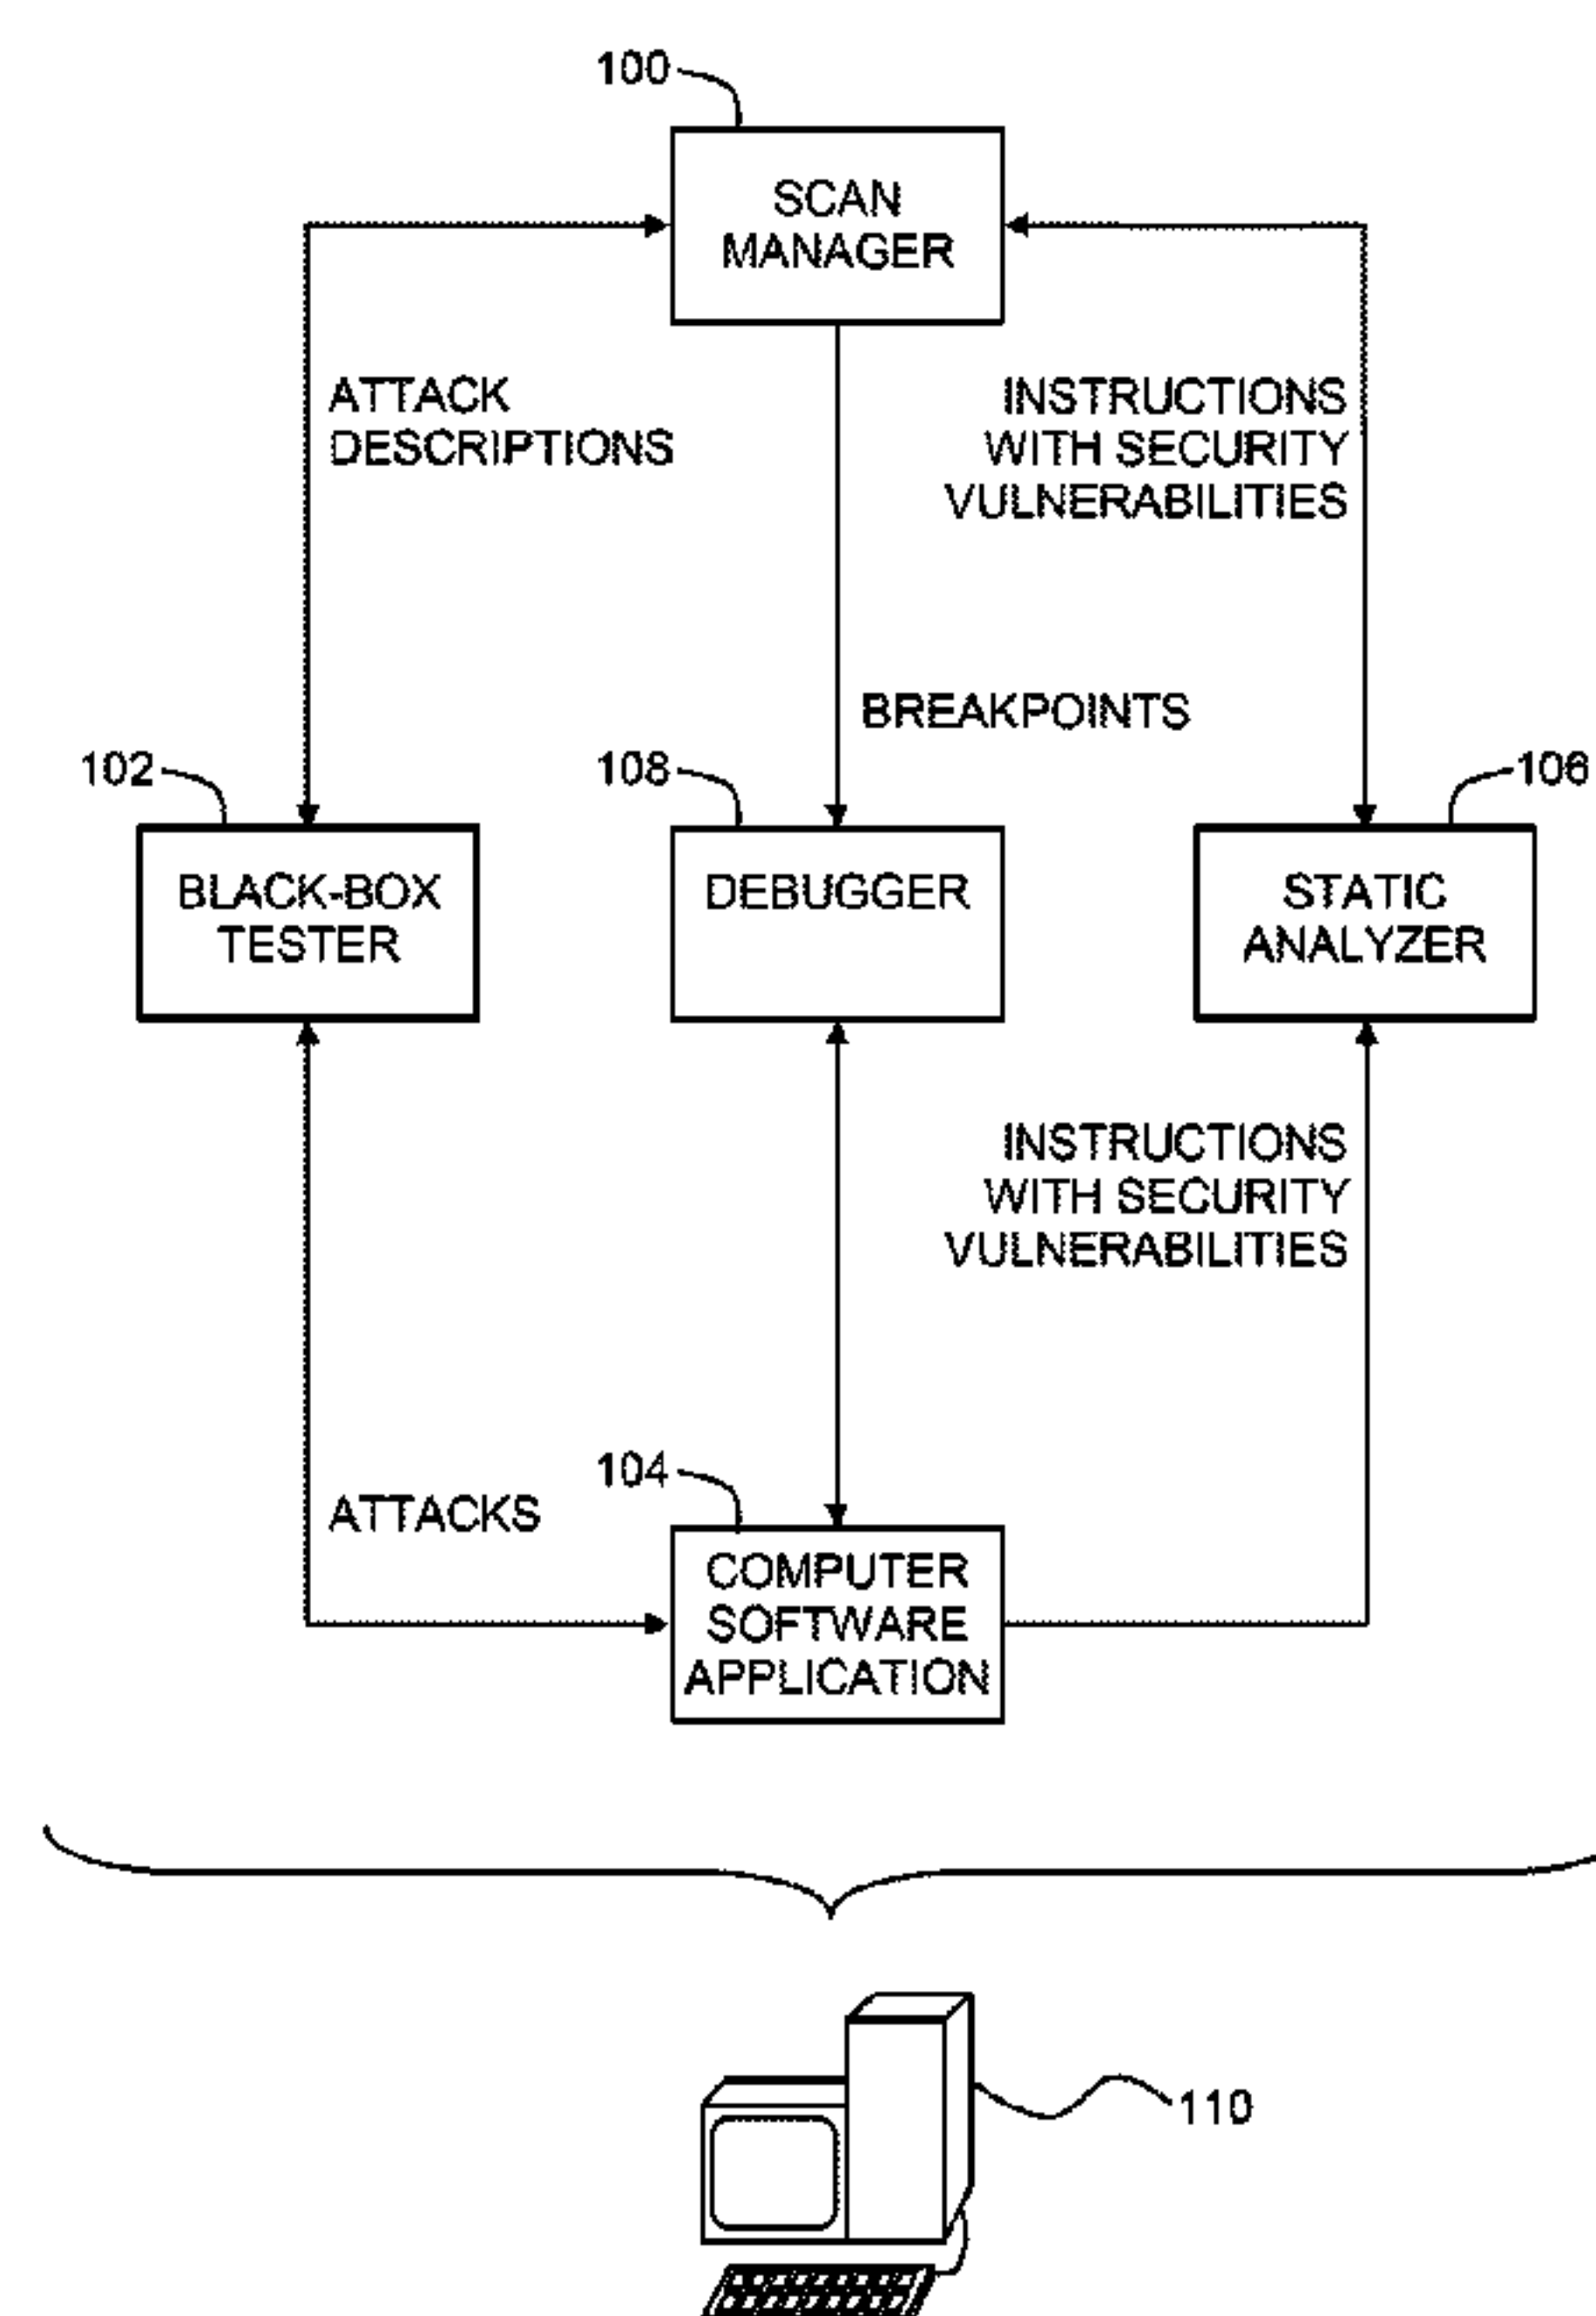 100
SCAN
MANAGER
ATTACK
DESCRIPTIONS
INSTRUCTIONS
WITH SECURITY
VULNERABILITIES
BREAKPOINTS
102
108
106
BLACK-BOX
TESTER
DEBUGGER
STATIC
ANALYZER
INSTRUCTIONS
WITH SECURITY
VULNERABILITIES
104
ATTACKS
COMPUTER
SOFTWARE
APPLICATION
110